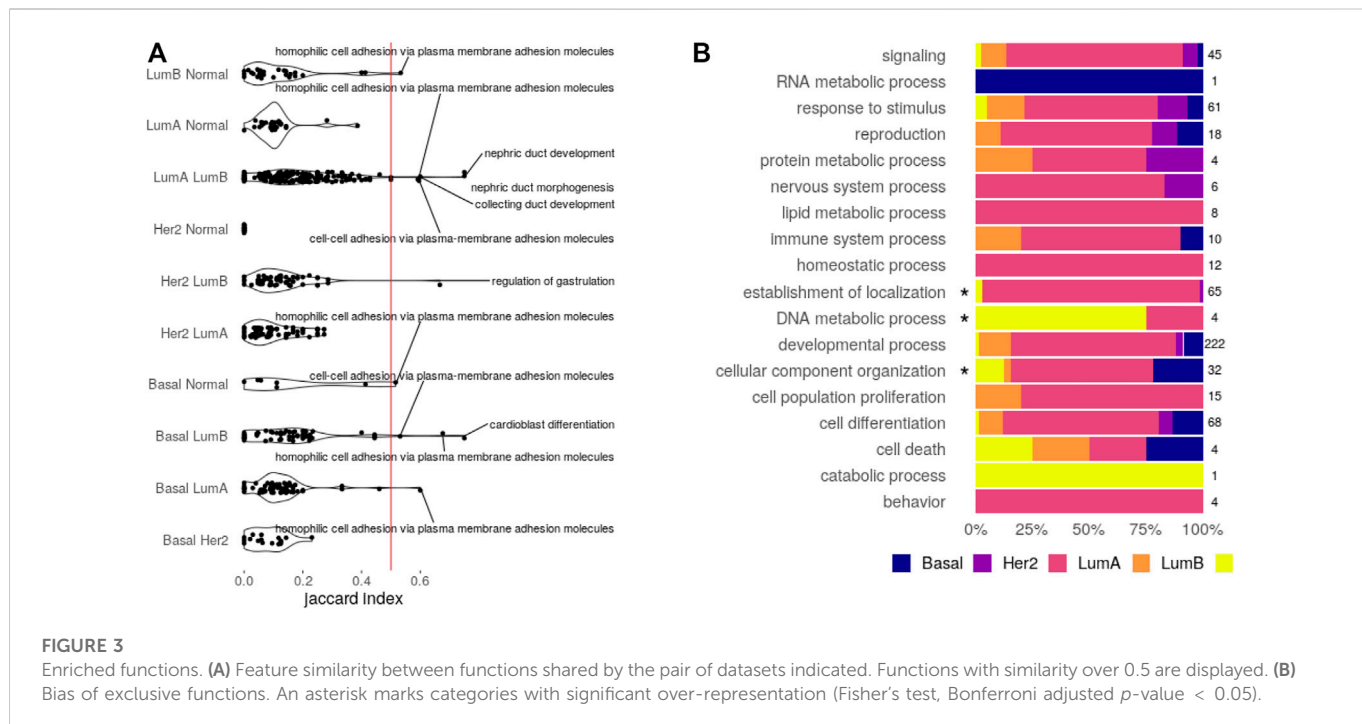 A
homophilic cell adhesion via plasma membrane adhesion molecules
LumB Normal
homophilic cell adhesion via plasma membrane adhesion molecules
LumA Normal
nephric duct development
LumA LumB
nephric duct morphogenesis
collecting duct development
Her2 Normal
cell-cell adhesion via plasma-membrane adhesion molecules
Her2 LumB
regulation of gastrulation
homophilic cell adhesion via plasma membrane adhesion molecules
Her2 LumA
cell-cell adhesion via plasma-membrane adhesion molecules
Basal Normal
cardioblast differentiation
Basal LumB
homophilic cell adhesion via plasma membrane adhesion molecules
Basal LumA
homophilic cell adhesion via plasma membrane adhesion molecules
Basal Her2
0.0 0.2 0.4 0.6
Jaccard Index
B
signaling 45
RNA metabolic process 1
response to stimulus 61
reproduction 18
protein metabolic process 4
nervous system process 6
lipid metabolic process 8
immune system process 10
homeostatic process 12
establishment of localization * 65
DNA metabolic process * 4
developmental process 222
cellular component organization * 32
cell population proliferation 15
cell differentiation 68
cell death 4
catabolic process 1
behavior 4
0% 25% 50% 75% 100%
Basal Her2 LumA LumB
FIGURE 3
Enriched functions. (A) Feature similarity between functions shared by the pair of datasets indicated. Functions with similarity over 0.5 are displayed. (B)
Bias of exclusive functions. An asterisk marks categories with significant over-representation (Fisher's test, Bonferroni adjusted p-value < 0.05).